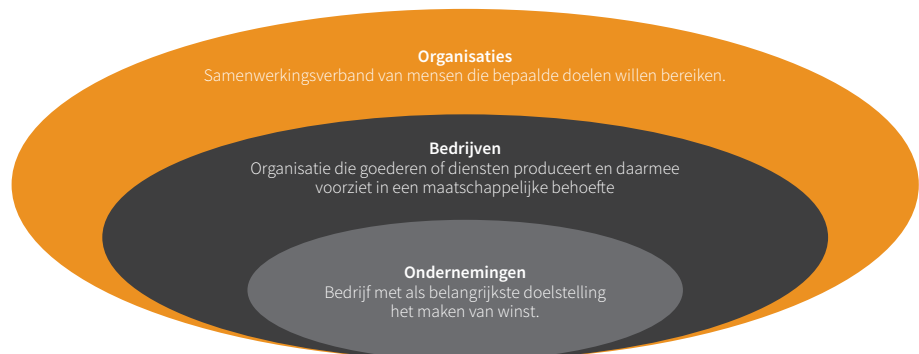 Organisaties
Samenwerkingsverband van mensen die bepaalde doelen willen bereiken.
Bedrijven
Organisatie die goederen of diensten produceert en daarmee
voorziet in een maatschappelijke behoefte
Ondernemingen
Bedrijf met als belangrijkste doelstelling
het maken van winst.